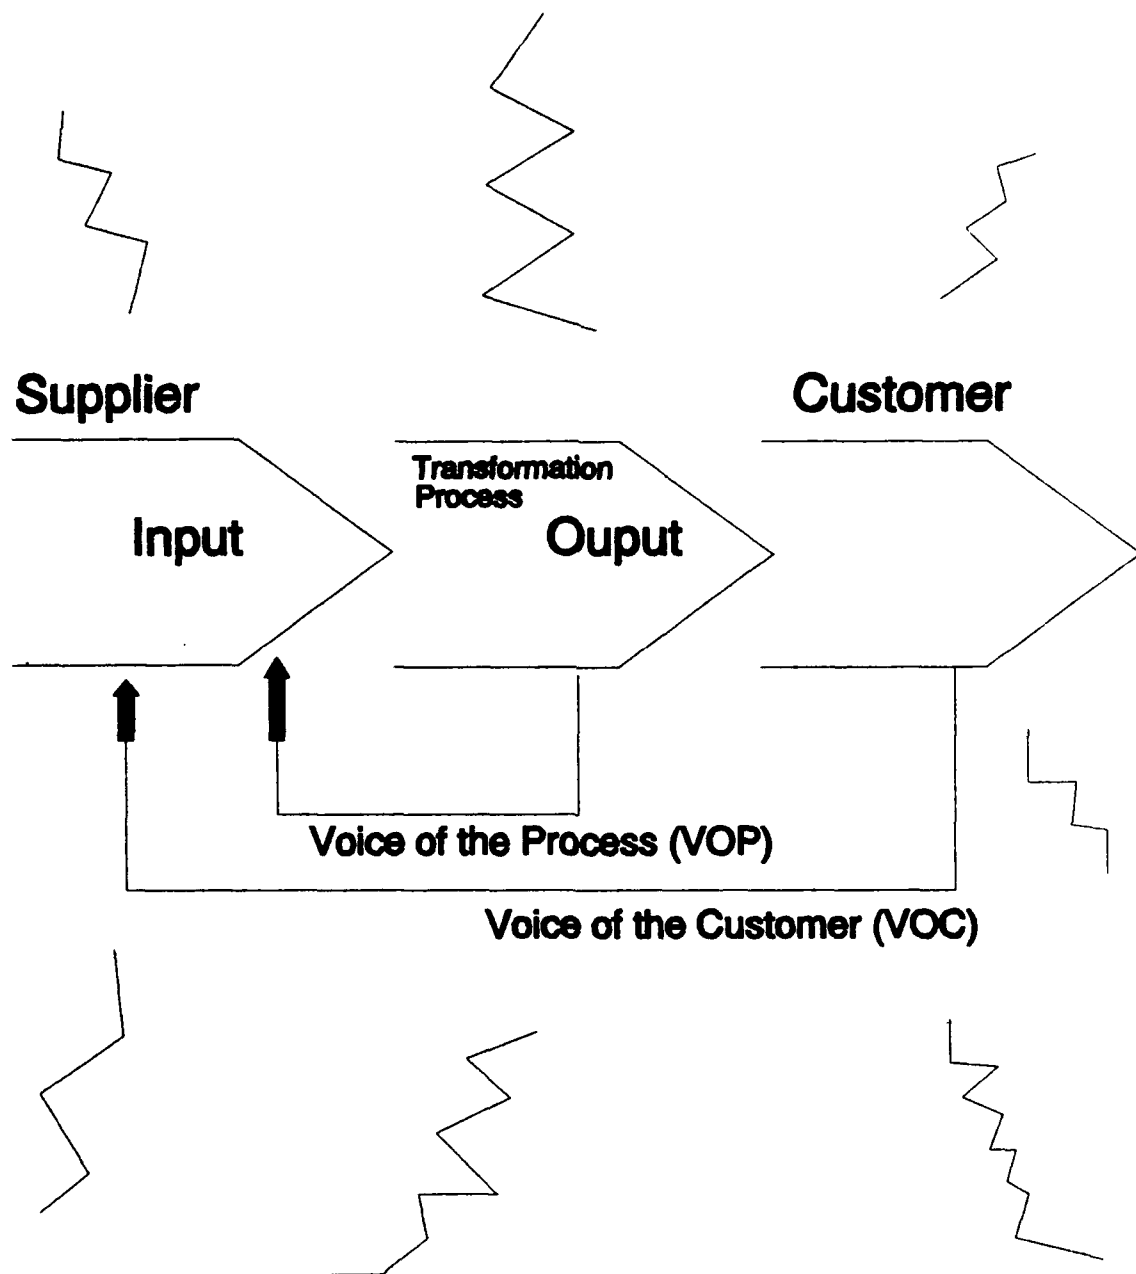 Supplier
Customer
Transformation
Process
Input
Ouput
Voice of the Process (VOP)
Voice of the Customer (VOC)